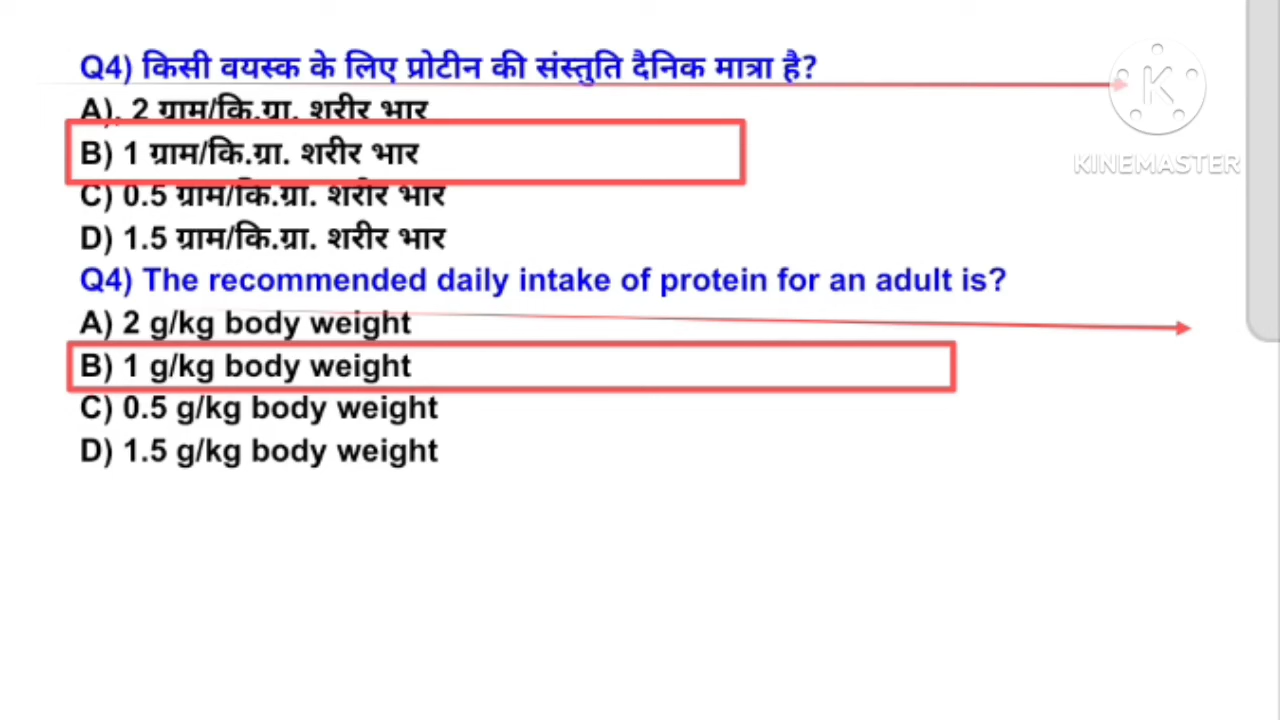 Q4) किसी वयस्क के लिए प्रोटीन की संस्तुति दैनिक मात्रा है?
A). 2 ग्राम/कि.ग्रा. शरीर भार
B) 1 ग्राम/कि.ग्रा. शरीर भार
C) 0.5 ग्राम/कि.ग्रा. शरीर भार
D) 1.5 ग्राम/कि.ग्रा. शरीर भार
Q4) The recommended daily intake of protein for an adult is?
A) 2 g/kg body weight
B) 1 g/kg body weight
C) 0.5 g/kg body weight
D) 1.5 g/kg body weight
K
KINEMASTER